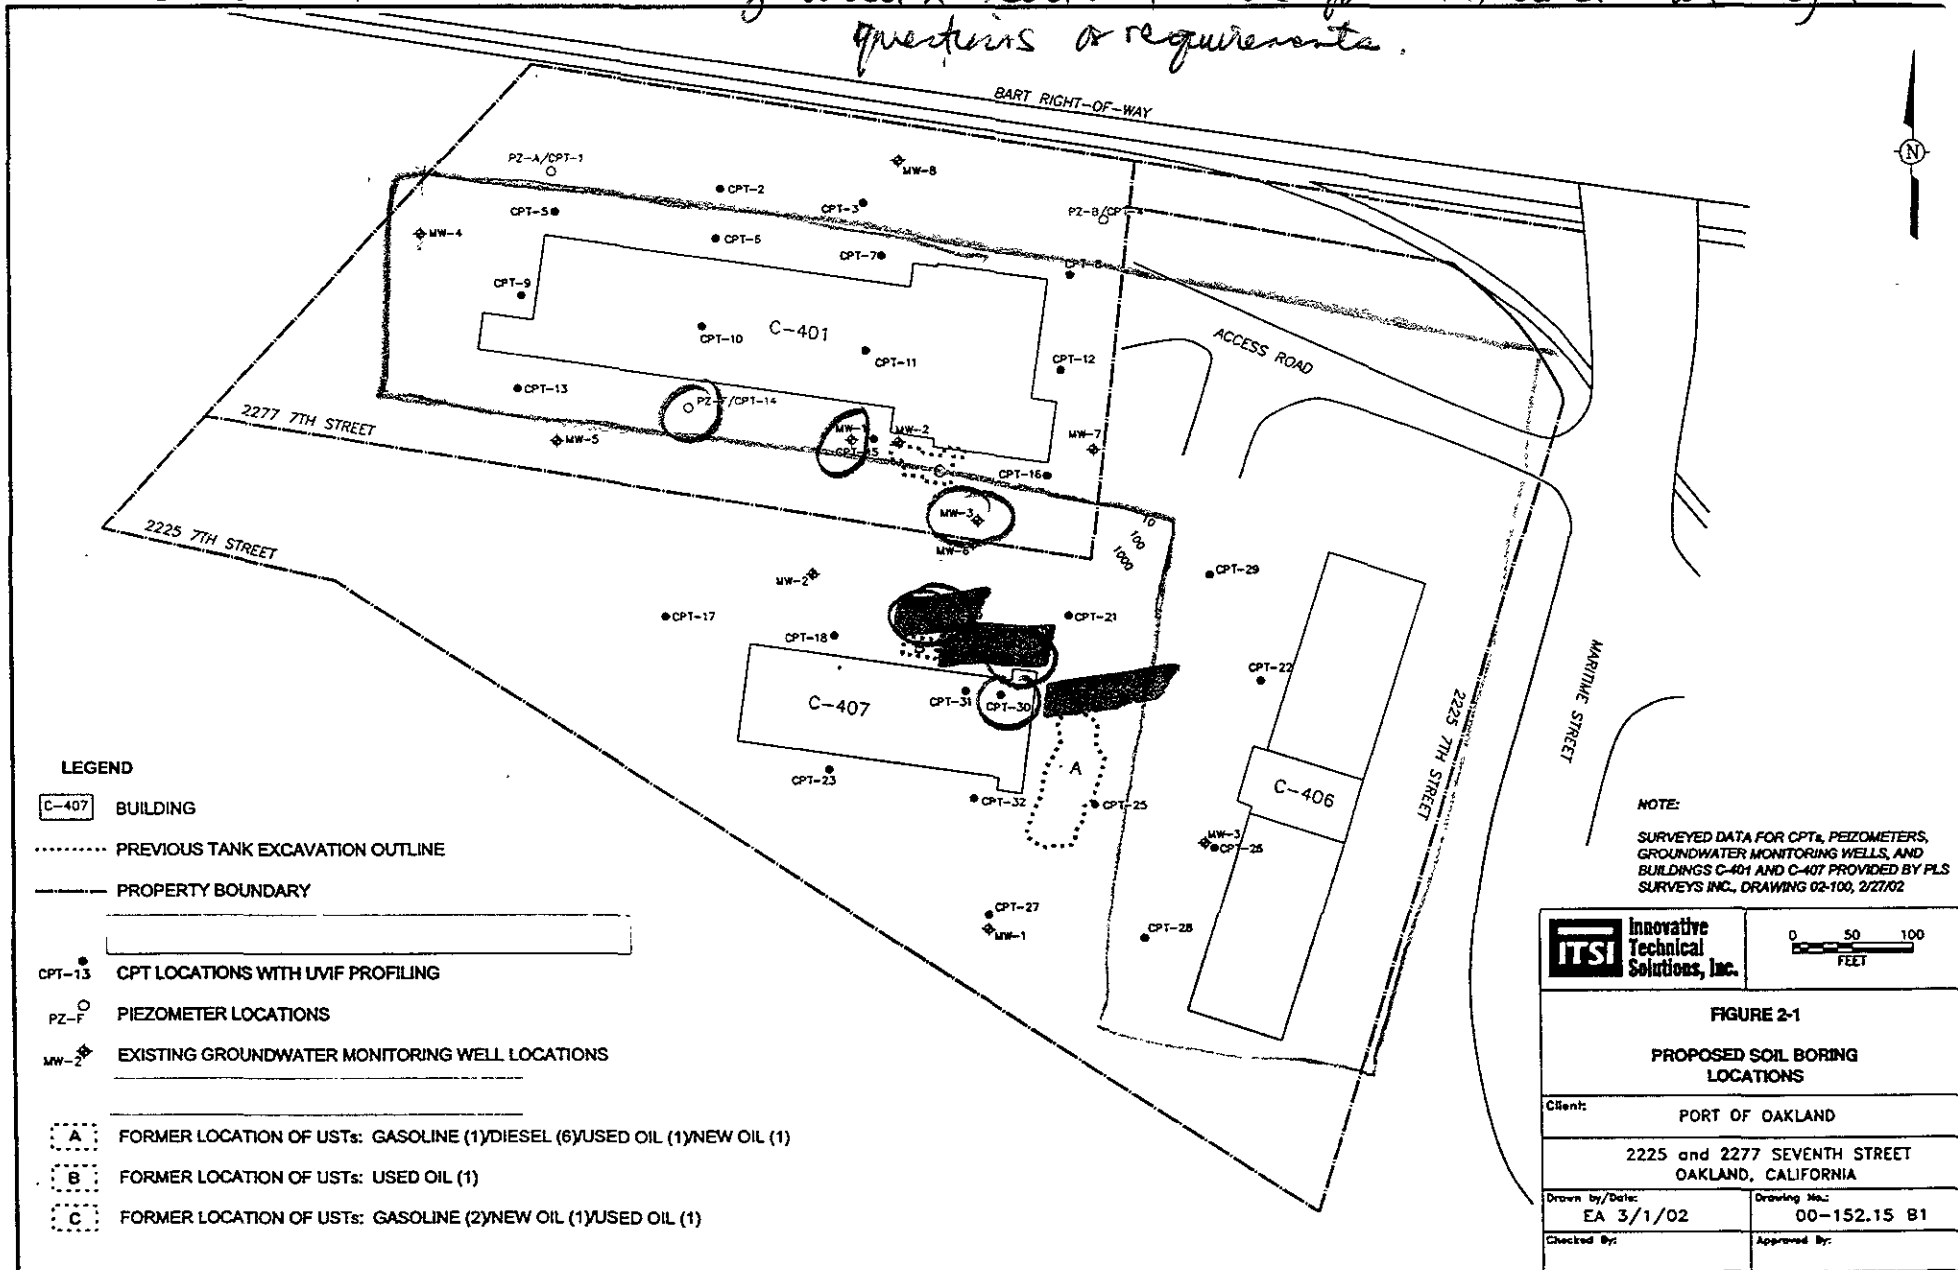 questions or requirements.
BART RIGHT-OF-WAY
N
PZ-A/CPT-1
CPT-2
MW-8
CPT-3
CPT-5
MW-4
CPT-6
CPT-7
CPT-8
CPT-9
C-401
CPT-10
CPT-11
CPT-12
ACCESS ROAD
CPT-13
/CPT-14
2277 7TH STREET
MW-5
MW-1
MW-2
CPT-15
MW-7
CPT-16
C
MW-3
MW-6
10
100
1000
2225 7TH STREET
MW-2
CPT-29
CPT-17
CPT-21
CPT-18
B
CPT-22
C-407
CPT-31
CPT-30
MARITIME STREET
2225 7TH STREET
CPT-23
A
CPT-32
CPT-25
C-406
MW-3
CPT-26
CPT-27
MW-1
CPT-28
LEGEND
C-407 BUILDING
PREVIOUS TANK EXCAVATION OUTLINE
PROPERTY BOUNDARY
CPT-13 CPT LOCATIONS WITH UVIF PROFILING
PZ-F PIEZOMETER LOCATIONS
MW-2 EXISTING GROUNDWATER MONITORING WELL LOCATIONS
A FORMER LOCATION OF USTs: GASOLINE (1)/DIESEL (6)/USED OIL (1)/NEW OIL (1)
B FORMER LOCATION OF USTs: USED OIL (1)
C FORMER LOCATION OF USTs: GASOLINE (2)/NEW OIL (1)/USED OIL (1)
NOTE:
SURVEYED DATA FOR CPTs, PEIZOMETERS,
GROUNDWATER MONITORING WELLS, AND
BUILDINGS C-401 AND C-407 PROVIDED BY PLS
SURVEYS INC., DRAWING 02-100, 2/27/02
ITSI
Innovative
Technical
Solutions, Inc.
0 50 100
FEET
FIGURE 2-1
PROPOSED SOIL BORING
LOCATIONS
Client:
PORT OF OAKLAND
2225 and 2277 SEVENTH STREET
OAKLAND, CALIFORNIA
Drawn by/Date:
EA 3/1/02
Drawing No.:
00-152.15 B1
Checked By:
Approved By: